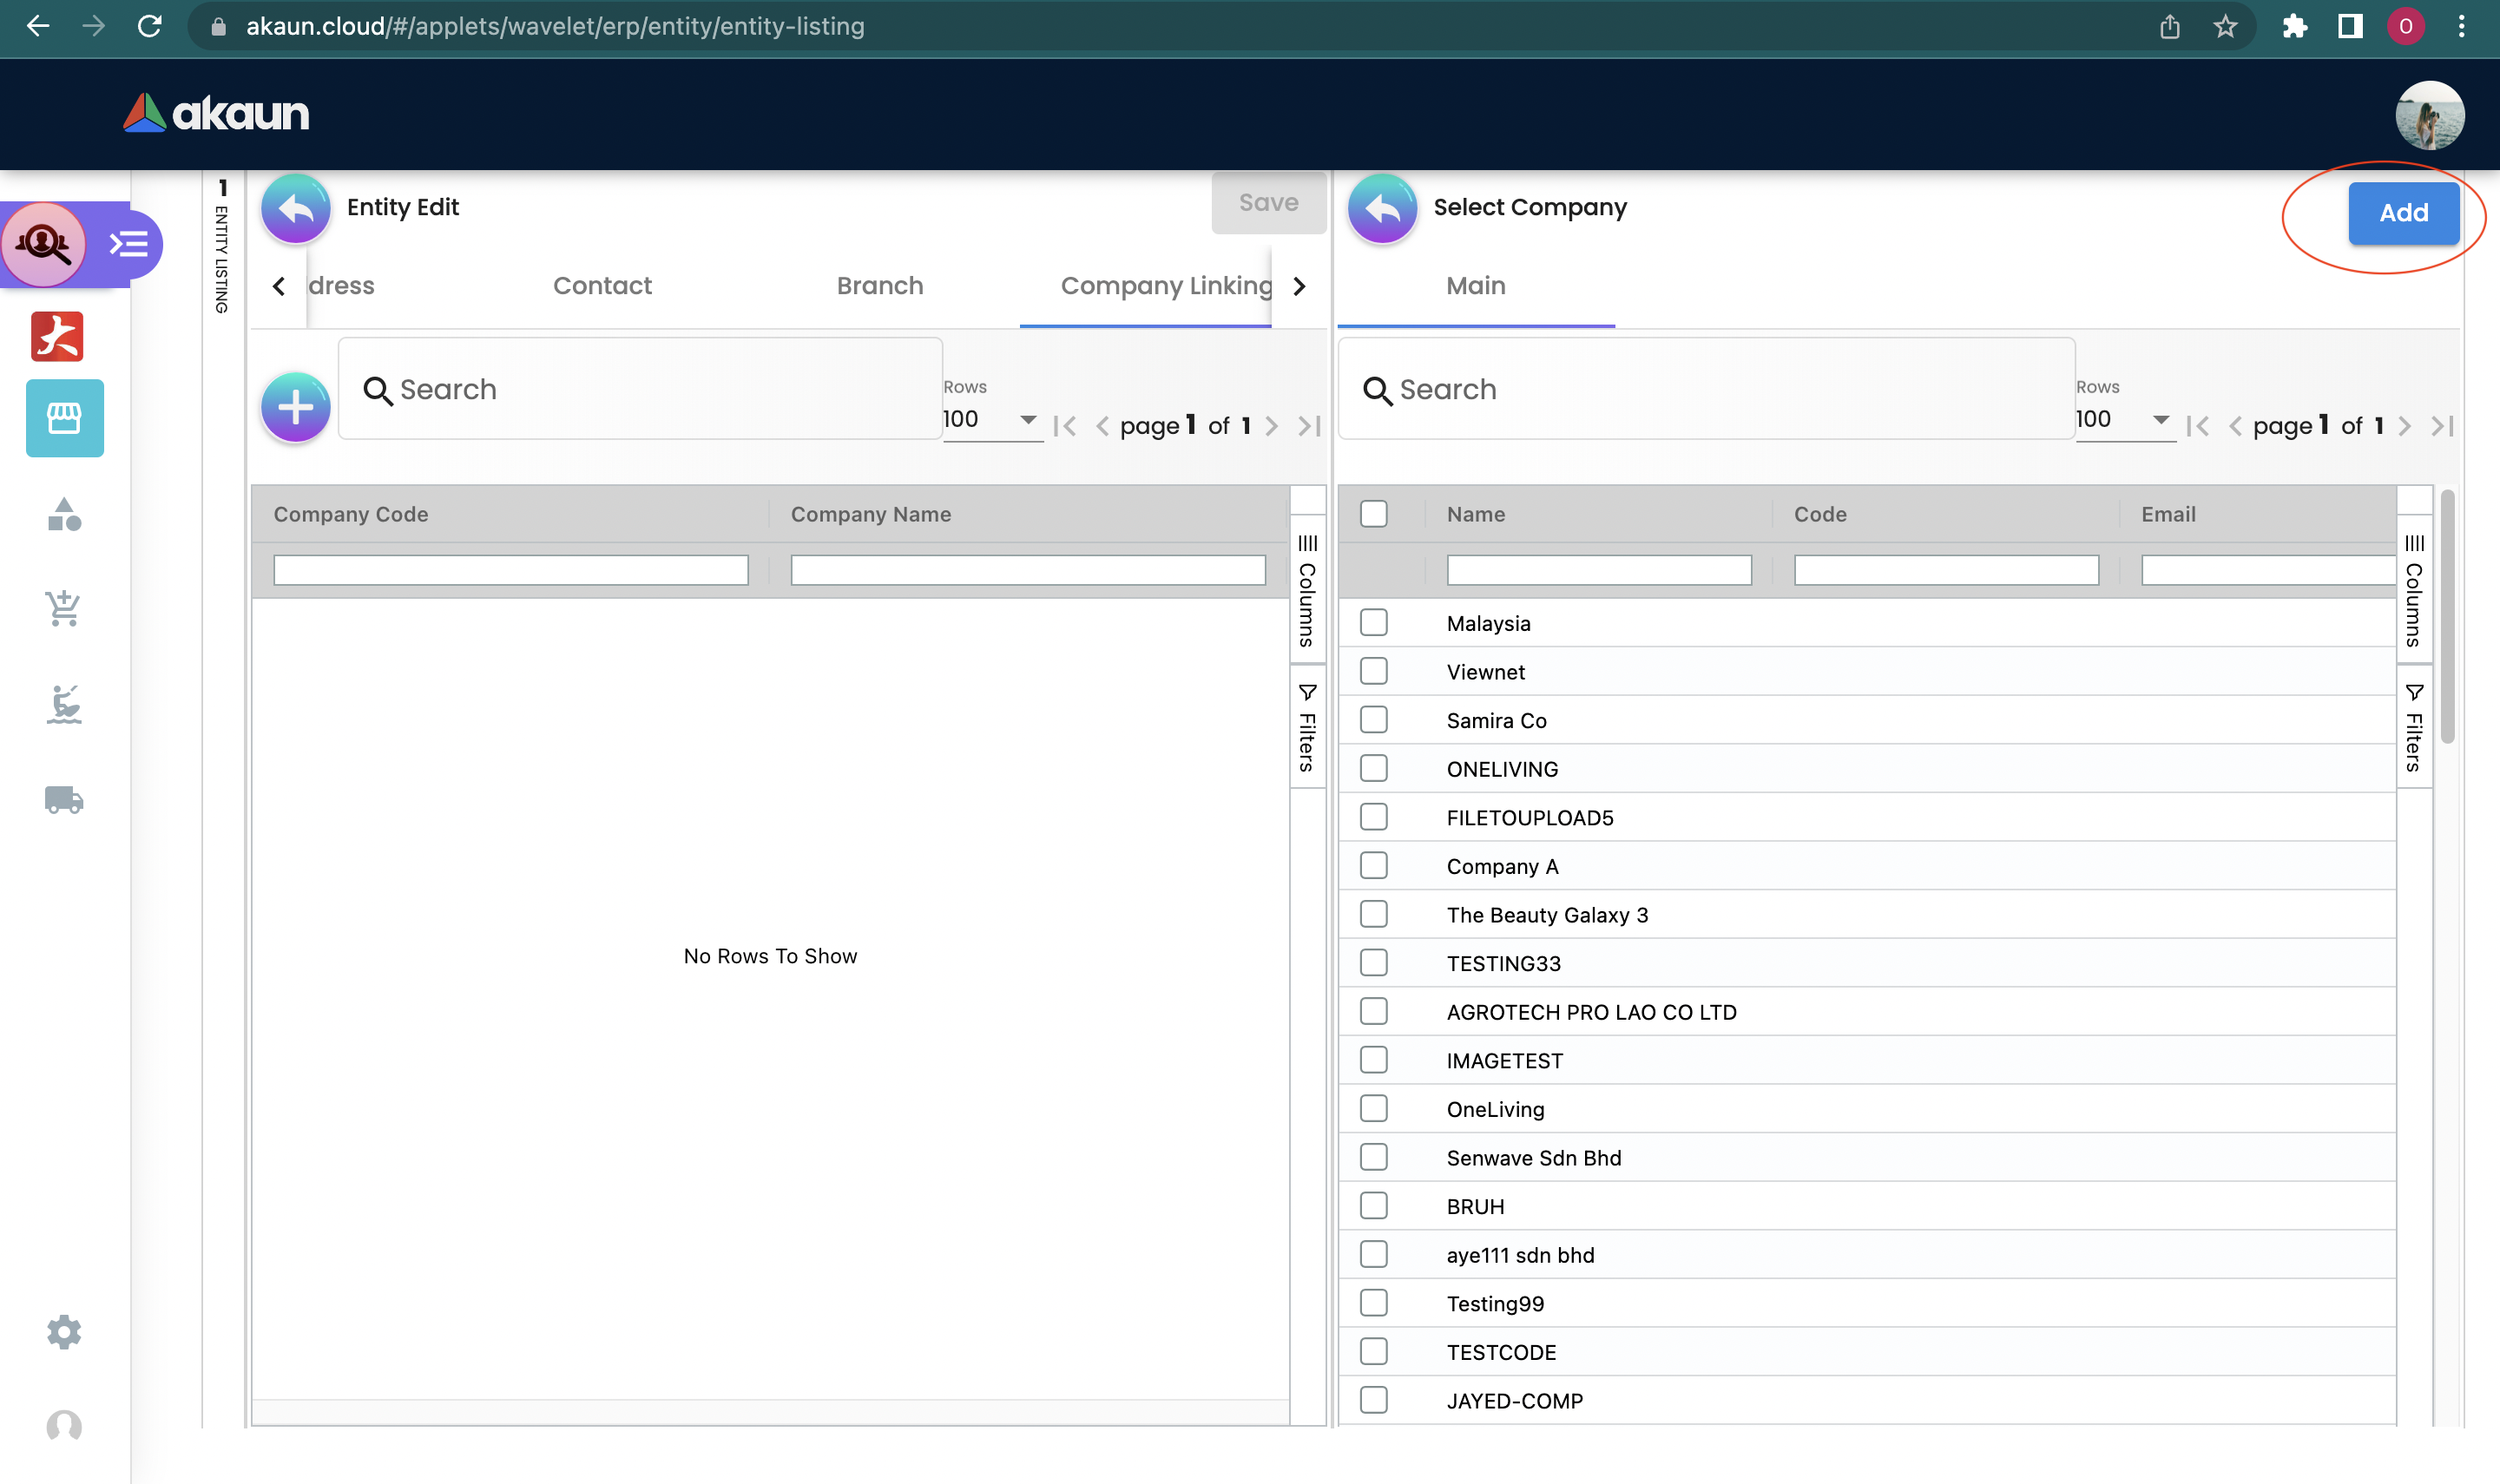 akaun.cloud/#/applets/wavelet/erp/entity/entity-listing
O
akaun
1
ENTITY LISTING
Entity Edit
Save
dress
Contact
Branch
Company Linking
Search
Rows
100
page 1 of 1
Company Code
Company Name
Columns
Filters
No Rows To Show
Select Company
Add
Main
Search
Rows
100
page 1 of 1
Name
Code
Email
Columns
Filters
Malaysia
Viewnet
Samira Co
ONELIVING
FILETOUPLOAD5
Company A
The Beauty Galaxy 3
TESTING33
AGROTECH PRO LAO CO LTD
IMAGETEST
OneLiving
Senwave Sdn Bhd
BRUH
aye111 sdn bhd
Testing99
TESTCODE
JAYED-COMP